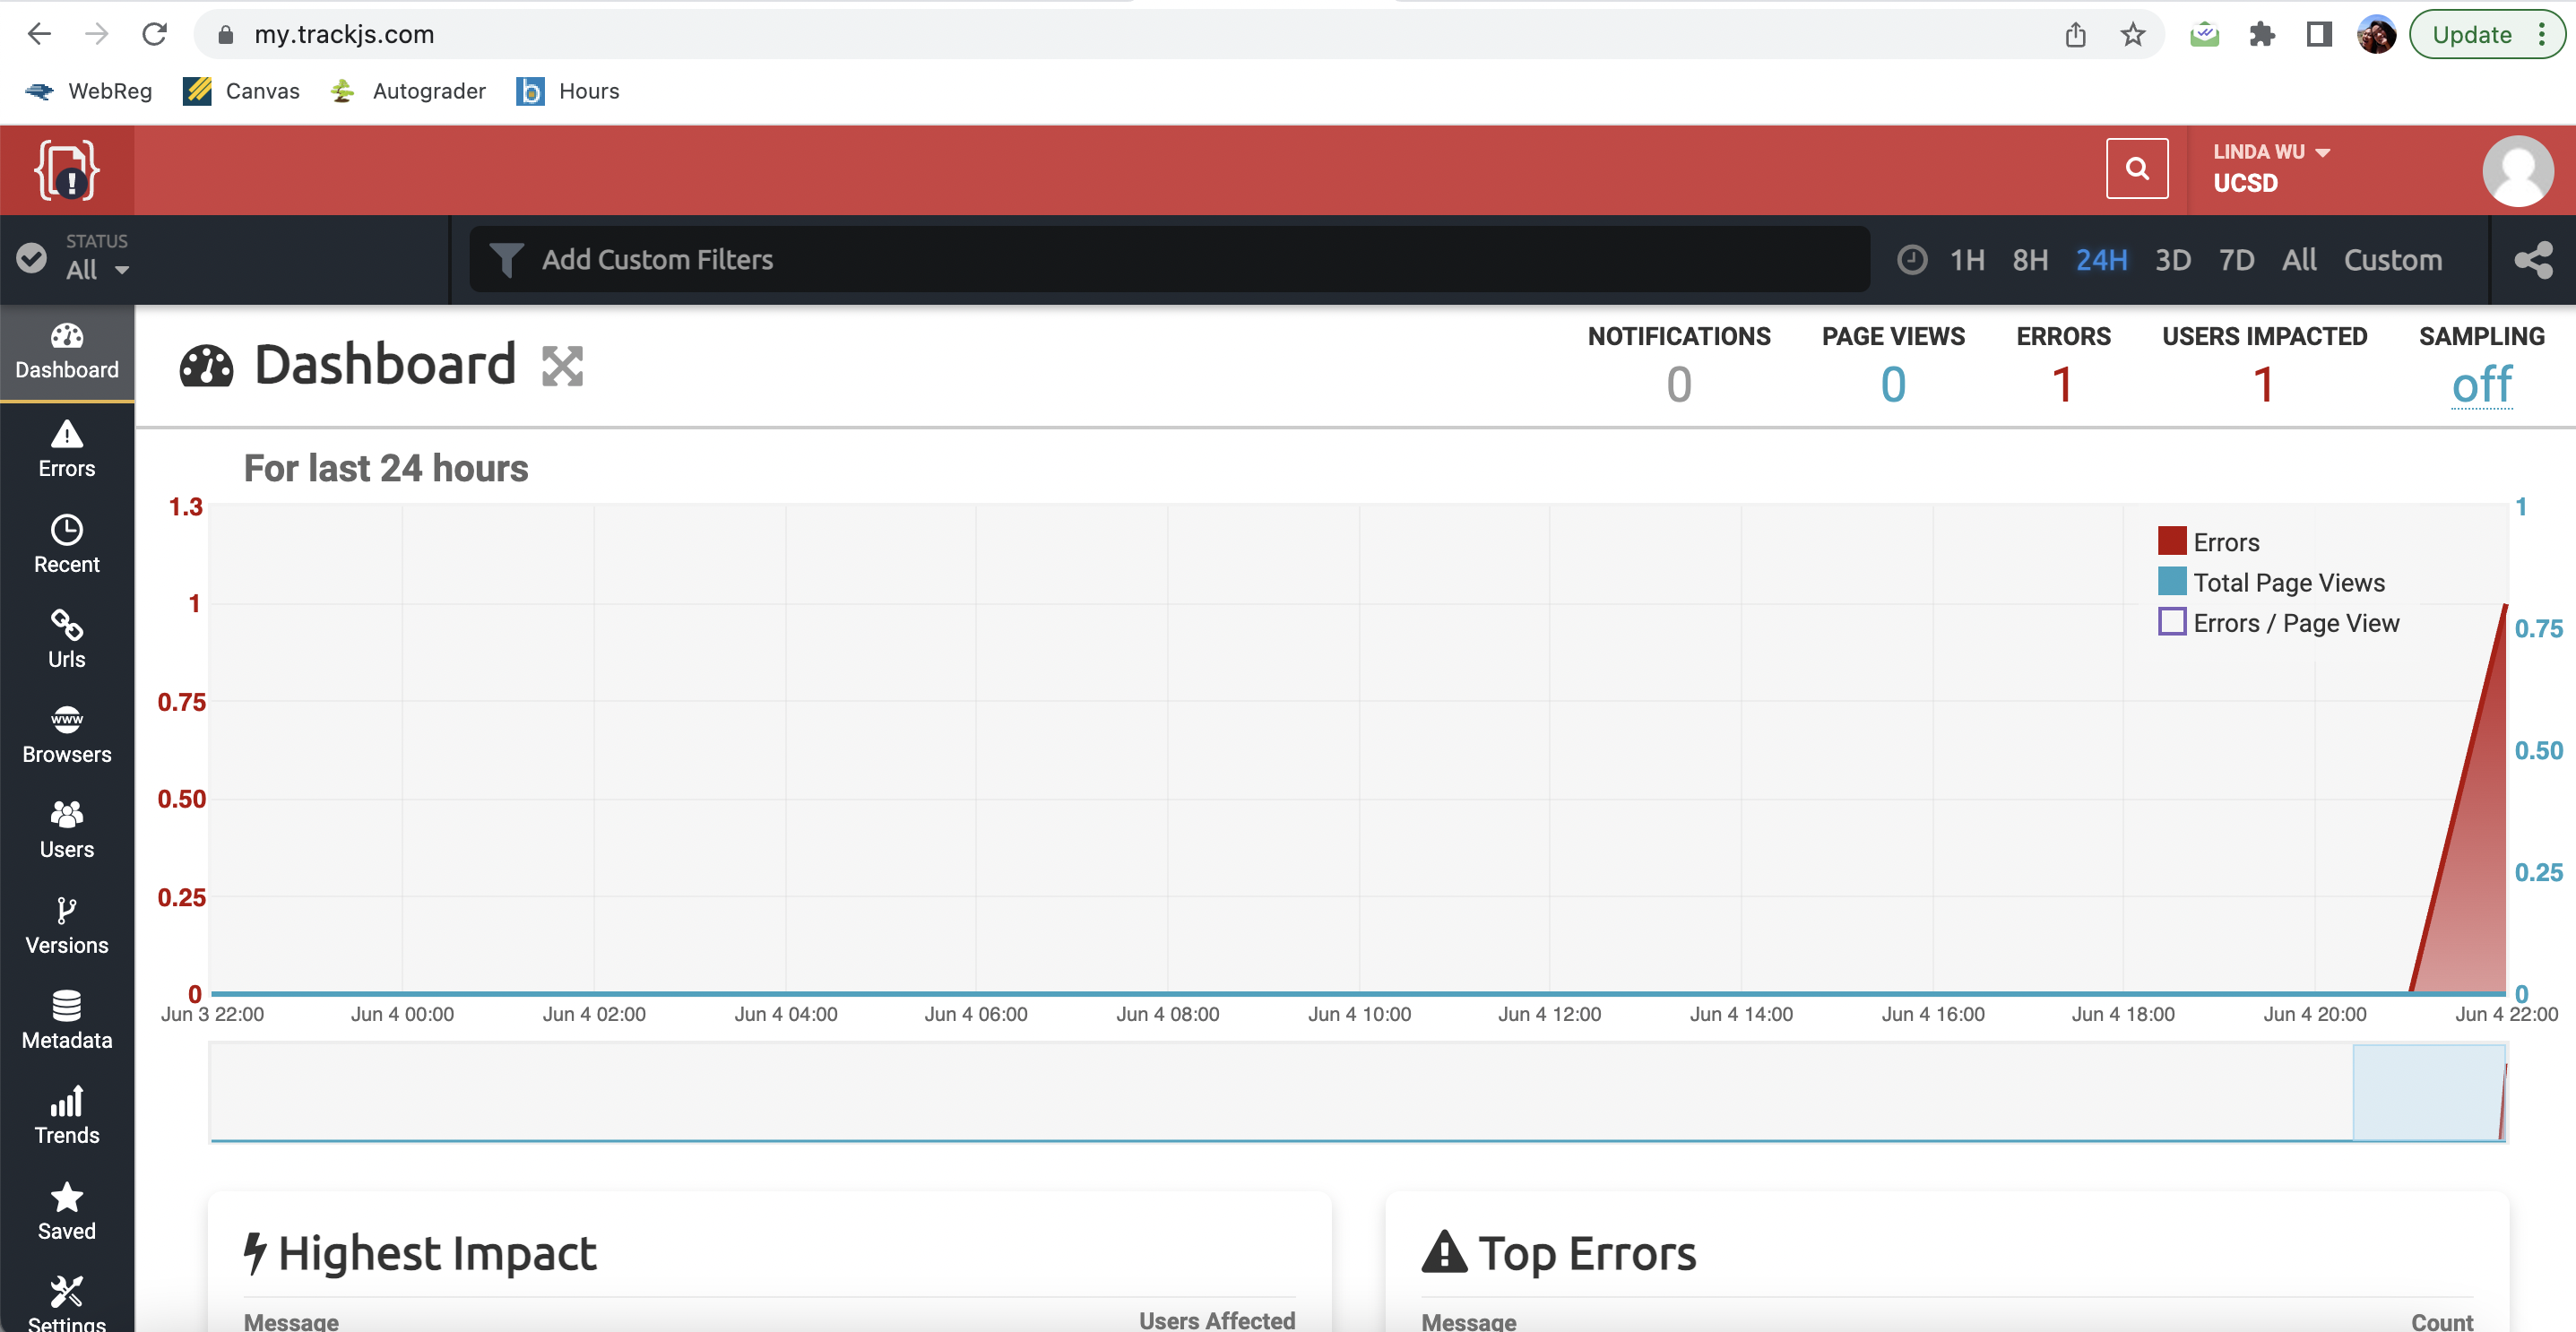 my.trackjs.com
Update
WebReg
Canvas
Autograder
b
Hours
LINDA WU
UCSD
STATUS
All
Add Custom Filters
1H
8H
24H
3D
7D
All
Custom
Dashboard
Errors
Recent
Urls
www
Browsers
Users
Versions
Metadata
Trends
Saved
Settings
Dashboard
NOTIFICATIONS
0
PAGE VIEWS
0
ERRORS
1
USERS IMPACTED
1
SAMPLING
off
For last 24 hours
1.3
1
0.75
0.50
0.25
0
1
0.75
0.50
0.25
0
Errors
Total Page Views
Errors / Page View
Jun 3 22:00
Jun 4 00:00
Jun 4 02:00
Jun 4 04:00
Jun 4 06:00
Jun 4 08:00
Jun 4 10:00
Jun 4 12:00
Jun 4 14:00
Jun 4 16:00
Jun 4 18:00
Jun 4 20:00
Jun 4 22:00
Highest Impact
Message
Users Affected
Top Errors
Message
Count